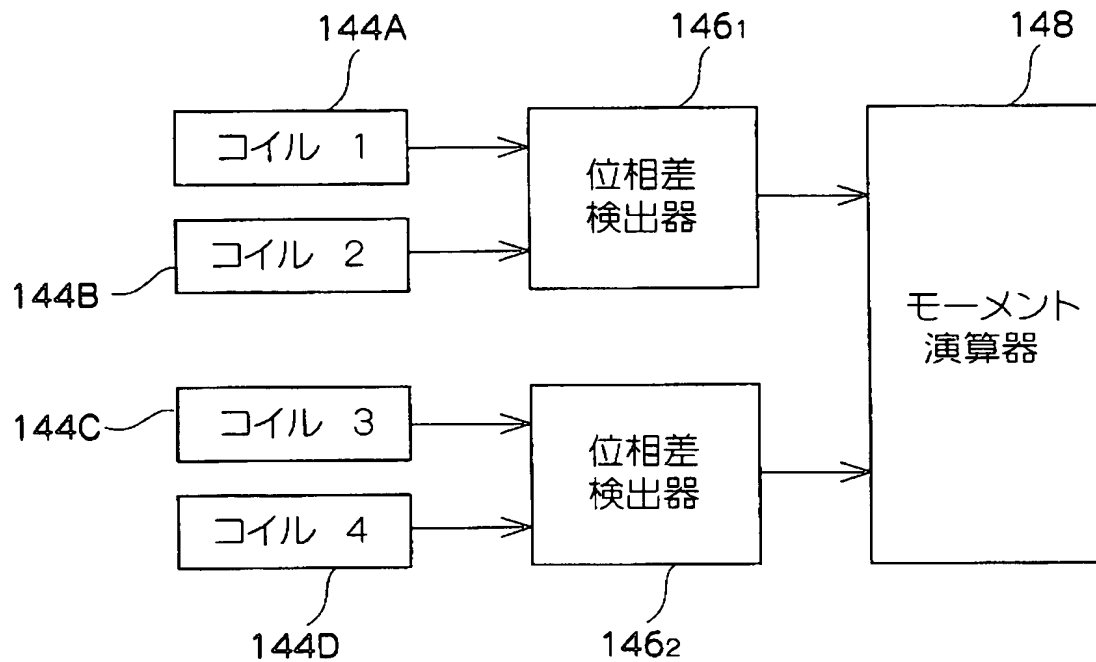 144A
146₁
148
コイル 1
位相差
検出器
コイル 2
144B
モーメント
演算器
コイル 3
144C
位相差
検出器
コイル 4
144D
146₂